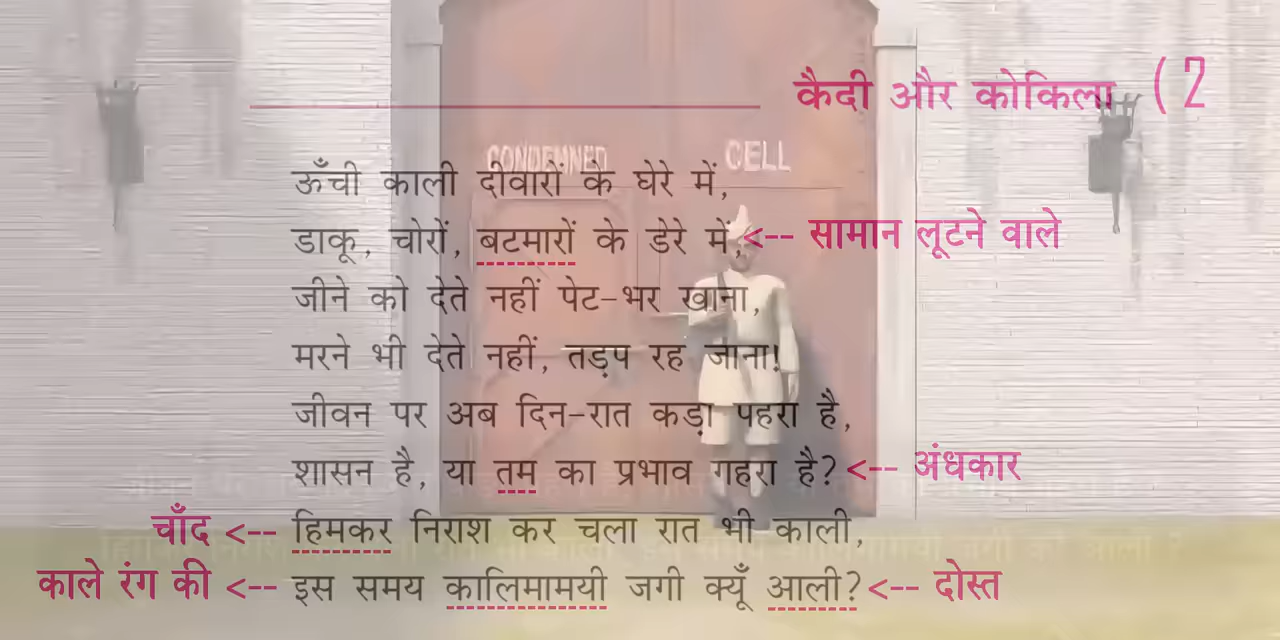 कैदी और कोकिला (2
CONDEMNED CELL
ऊँची काली दीवारों के घेरे में,
डाकू, चोरों, बटमारों के डेरे में, <-- सामान लूटने वाले
जीने को देते नहीं पेट-भर खाना,
मरने भी देते नहीं, तड़प रह जाना!
जीवन पर अब दिन-रात कड़ा पहरा है,
शासन है, या तम का प्रभाव गहरा है? <-- अंधकार
चाँद <-- हिमकर निराश कर चला रात भी काली,
काले रंग की <-- इस समय कालिमामयी जगी क्यूँ आली? <-- दोस्त